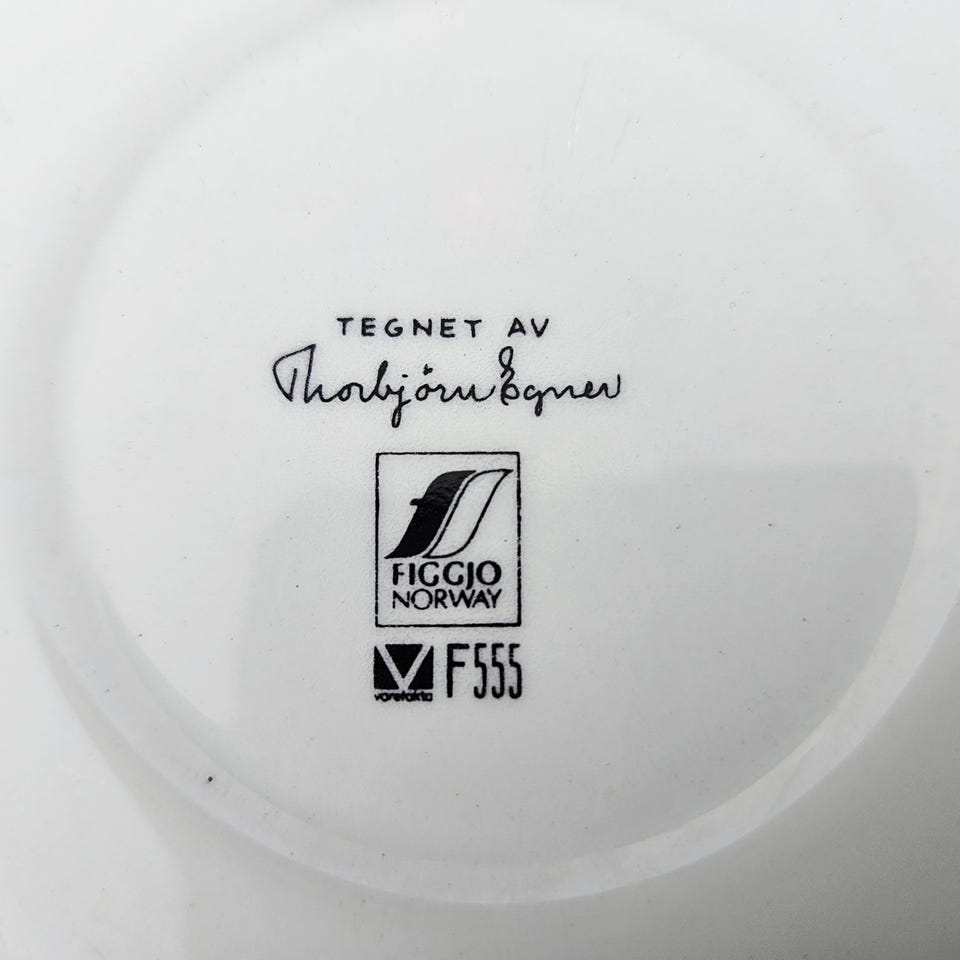 TEGNET AV
Thorbjörn Egner
FIGGJO
NORWAY
varefakta F555